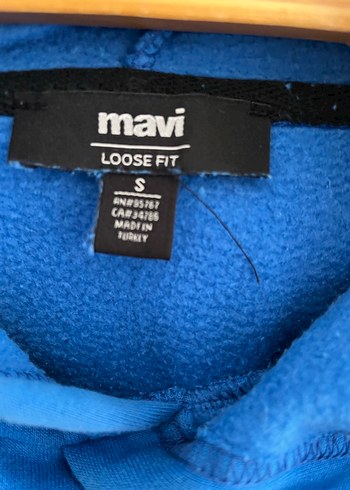 mavi
LOOSE FIT
S
RN#95767
CA#34786
MADE IN
TURKEY